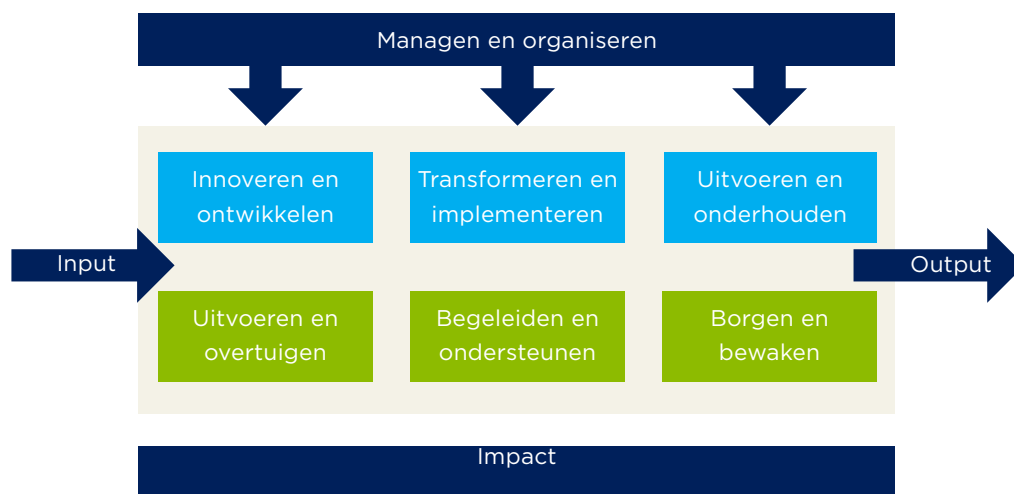 Managen en organiseren
Innoveren en
ontwikkelen
Transformeren en
implementeren
Uitvoeren en
onderhouden
Input
Output
Uitvoeren en
overtuigen
Begeleiden en
ondersteunen
Borgen en
bewaken
Impact